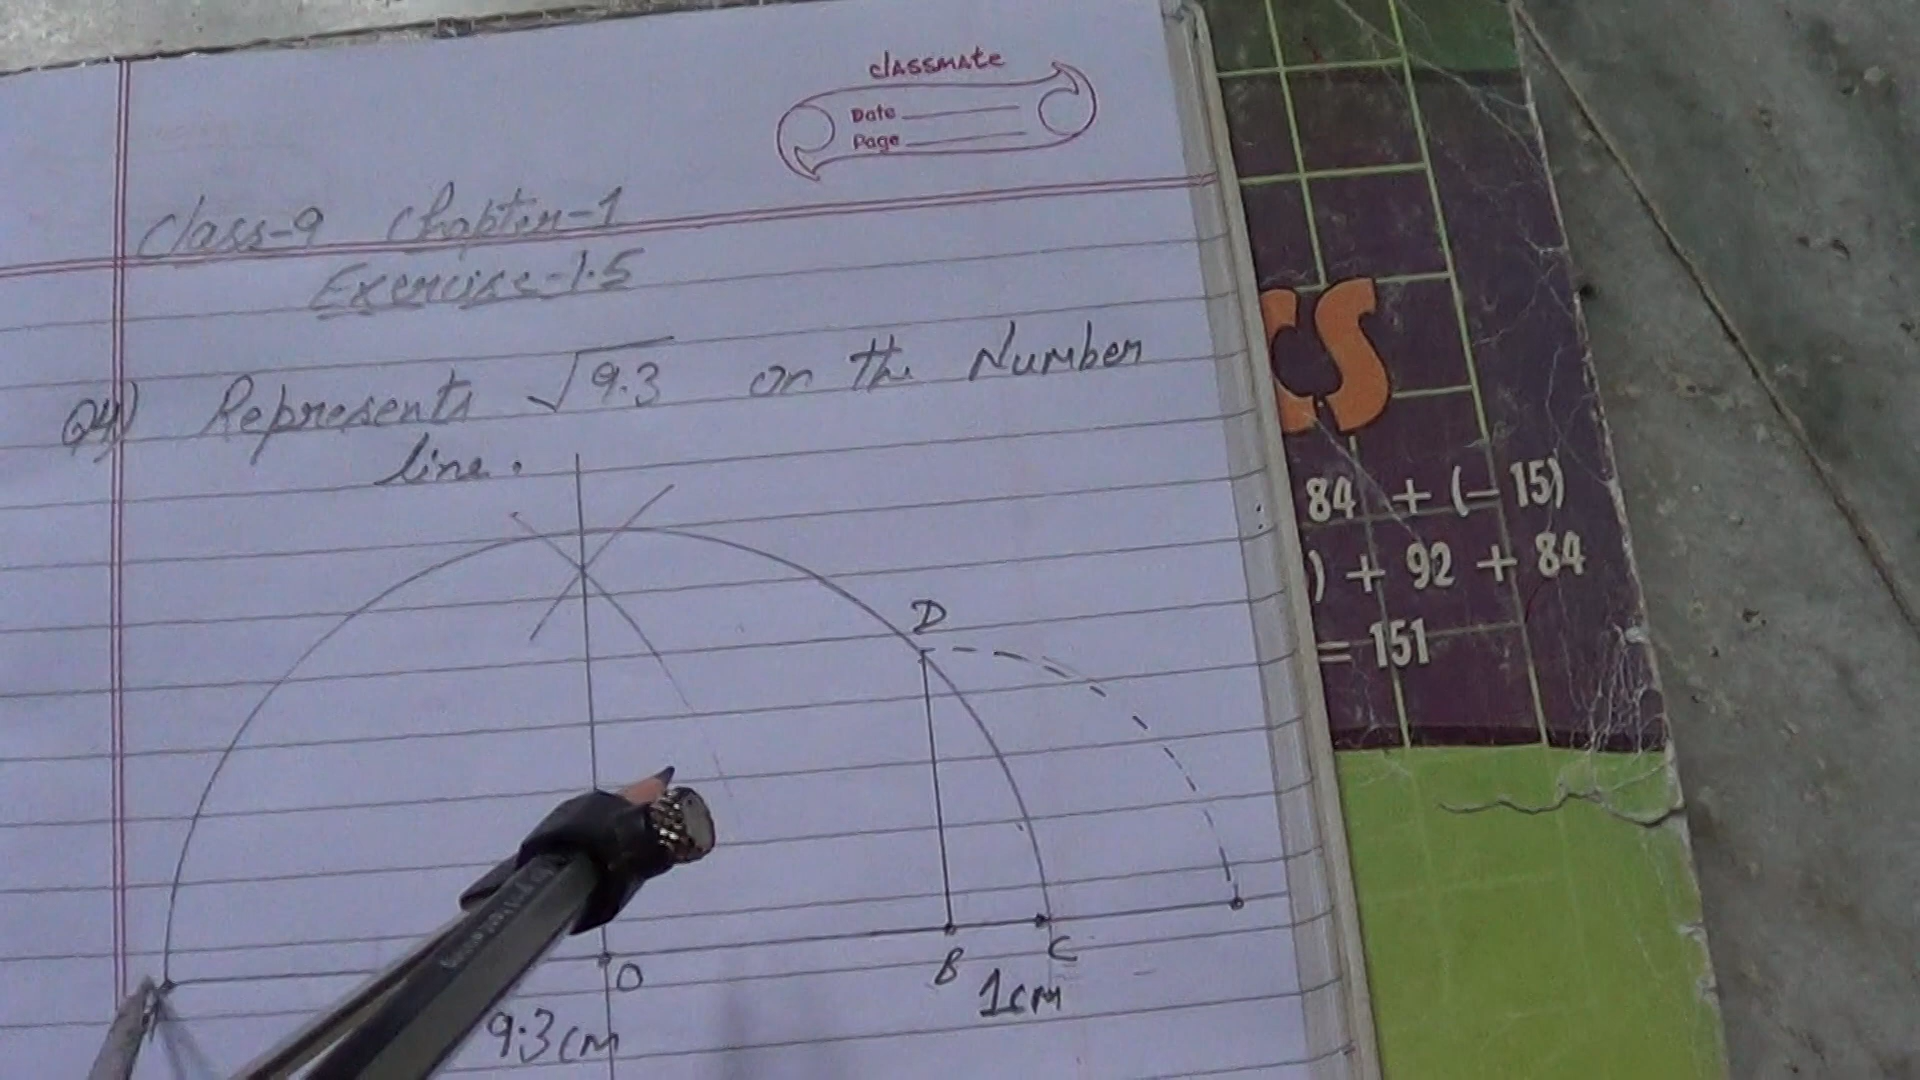 classmate
Date
Page
Class-9 Chapter-1
Exercise-1.5
Q4) Represents √9.3 on the Number
line.
D
O
B
C
1cm
9.3cm
CS
84 + (- 15)
) + 92 + 84
= 151